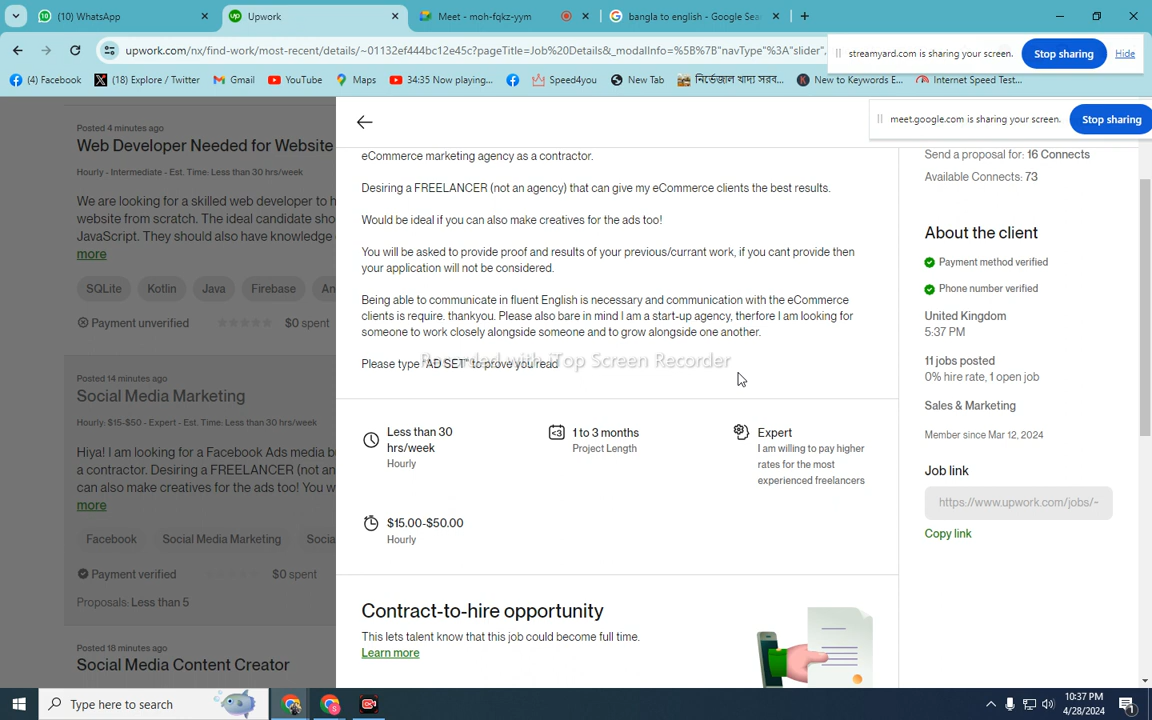 (10) WhatsApp
Upwork
Meet - moh-fqkz-yym
bangla to english - Google Sea
upwork.com/nx/find-work/most-recent/details/~01132ef444bc12e45c?pageTitle=Job%20Details&_modalInfo=%5B%7B"navType"%3A"slider",
streamyard.com is sharing your screen.
Stop sharing
Hide
(4) Facebook
(18) Explore / Twitter
Gmail
YouTube
Maps
34:35 Now playing,...
Speed4you
New Tab
নির্ভেজাল খাদ্য সরব...
New to Keywords E...
Internet Speed Test...
meet.google.com is sharing your screen.
Stop sharing
Posted 4 minutes ago
Web Developer Needed for Website
Hourly - Intermediate - Est. Time: Less than 30 hrs/week
We are looking for a skilled web developer to h
website from scratch. The ideal candidate sho
JavaScript. They should also have knowledge
more
SQLite
Kotlin
Java
Firebase
An
Payment unverified
$0 spent
Posted 14 minutes ago
Social Media Marketing
Hourly: $15-$50 - Expert - Est. Time: Less than 30 hrs/week
Hiya! I am looking for a Facebook Ads media b
a contractor. Desiring a FREELANCER (not an
can also make creatives for the ads too! You w
more
Facebook
Social Media Marketing
Socia
Payment verified
$0 spent
Proposals: Less than 5
Posted 18 minutes ago
Social Media Content Creator
eCommerce marketing agency as a contractor.
Desiring a FREELANCER (not an agency) that can give my eCommerce clients the best results.
Would be ideal if you can also make creatives for the ads too!
You will be asked to provide proof and results of your previous/currant work, if you cant provide then
your application will not be considered.
Being able to communicate in fluent English is necessary and communication with the eCommerce
clients is require. thankyou. Please also bare in mind I am a start-up agency, therfore I am looking for
someone to work closely alongside someone and to grow alongside one another.
Please type "AD SET" to prove you read
Recorded with iTop Screen Recorder
Less than 30
hrs/week
Hourly
1 to 3 months
Project Length
Expert
I am willing to pay higher
rates for the most
experienced freelancers
$15.00-$50.00
Hourly
Contract-to-hire opportunity
This lets talent know that this job could become full time.
Learn more
Send a proposal for: 16 Connects
Available Connects: 73
About the client
Payment method verified
Phone number verified
United Kingdom
5:37 PM
11 jobs posted
0% hire rate, 1 open job
Sales & Marketing
Member since Mar 12, 2024
Job link
https://www.upwork.com/jobs/~
Copy link
Type here to search
10:37 PM
4/28/2024
1